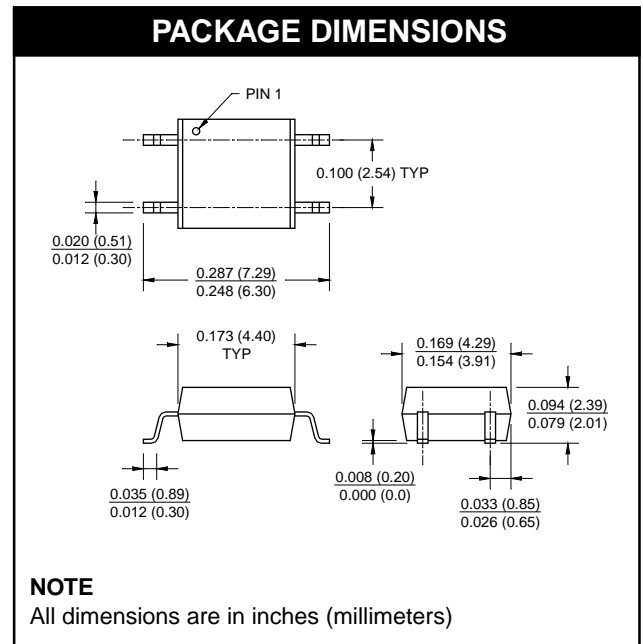 PACKAGE DIMENSIONS
PIN 1
0.100 (2.54) TYP
0.020 (0.51)
0.012 (0.30)
0.287 (7.29)
0.248 (6.30)
0.173 (4.40)
TYP
0.169 (4.29)
0.154 (3.91)
0.094 (2.39)
0.079 (2.01)
0.008 (0.20)
0.000 (0.0)
0.035 (0.89)
0.012 (0.30)
0.033 (0.85)
0.026 (0.65)
NOTE
All dimensions are in inches (millimeters)